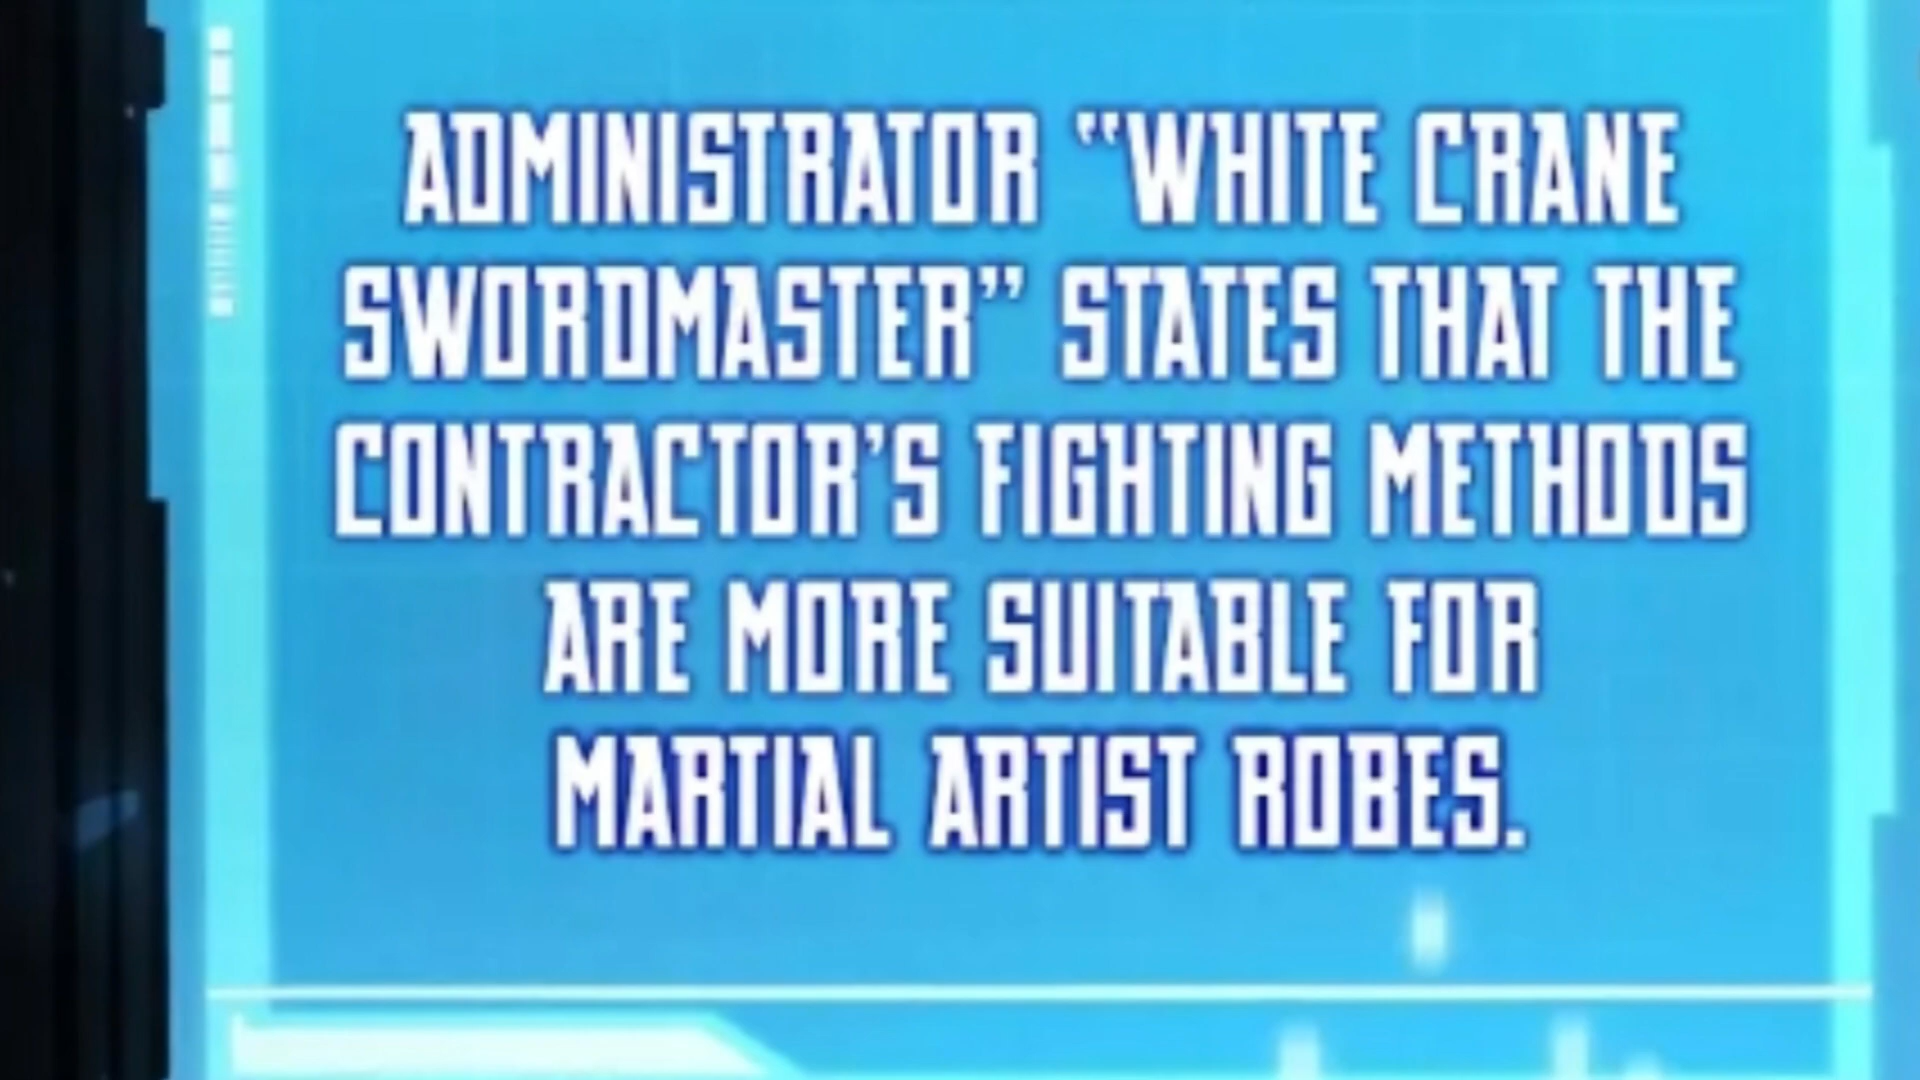 ADMINISTRATOR “WHITE CRANE
SWORDMASTER” STATES THAT THE
CONTRACTOR’S FIGHTING METHODS
ARE MORE SUITABLE FOR
MARTIAL ARTIST ROBES.